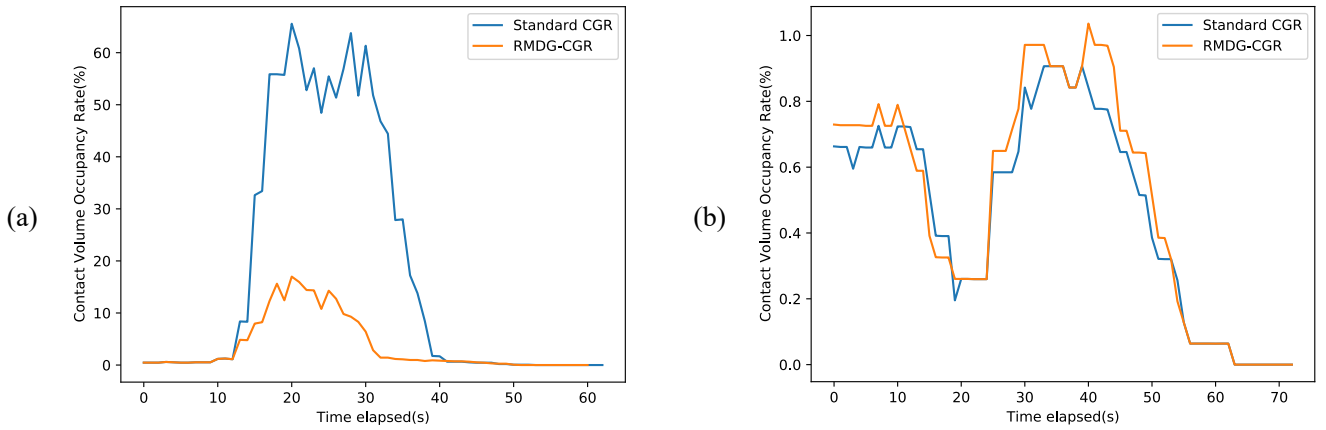 (a)
Contact Volume Occupancy Rate(%)
60
50
40
30
20
10
0
Standard CGR
RMDG-CGR
0 10 20 30 40 50 60
Time elapsed(s)
(b)
Contact Volume Occupancy Rate(%)
1.0
0.8
0.6
0.4
0.2
0.0
Standard CGR
RMDG-CGR
0 10 20 30 40 50 60 70
Time elapsed(s)